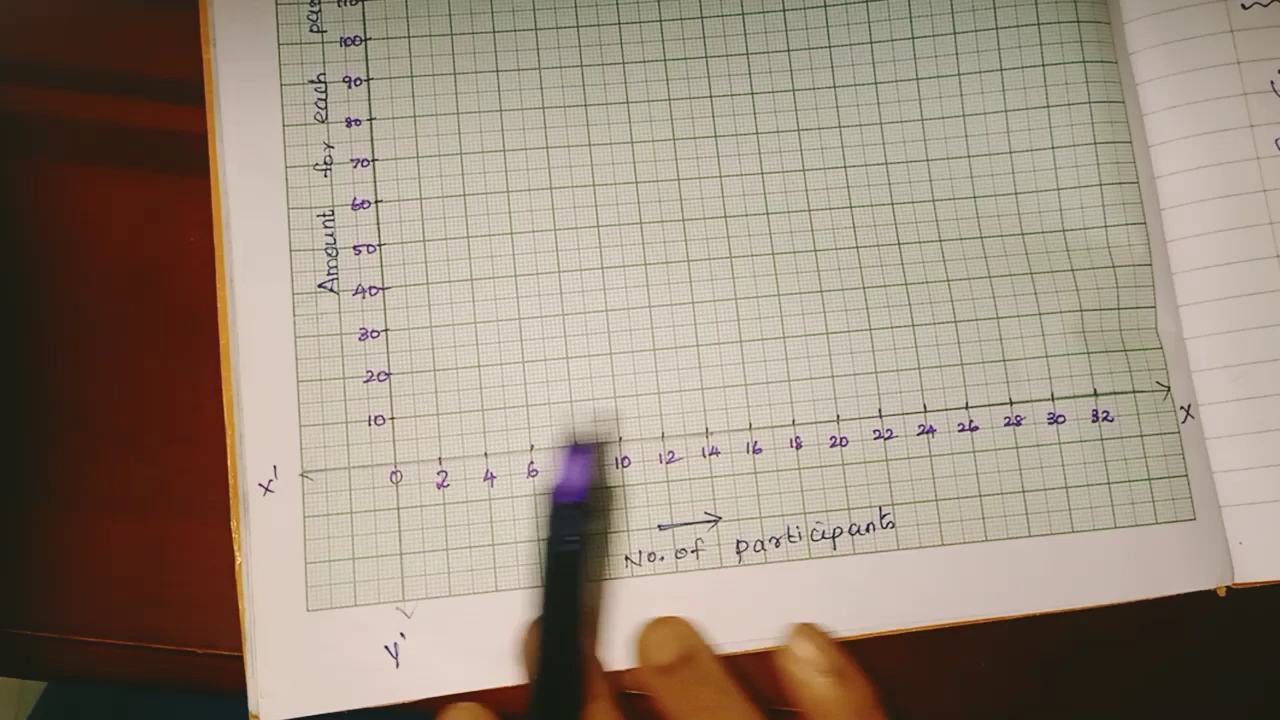 Amount for each
100
90
80
70
60
50
40
30
20
10
X'
0 2 4 6 10 12 14 16 18 20 22 24 26 28 30 32
X
No. of participants
Y'